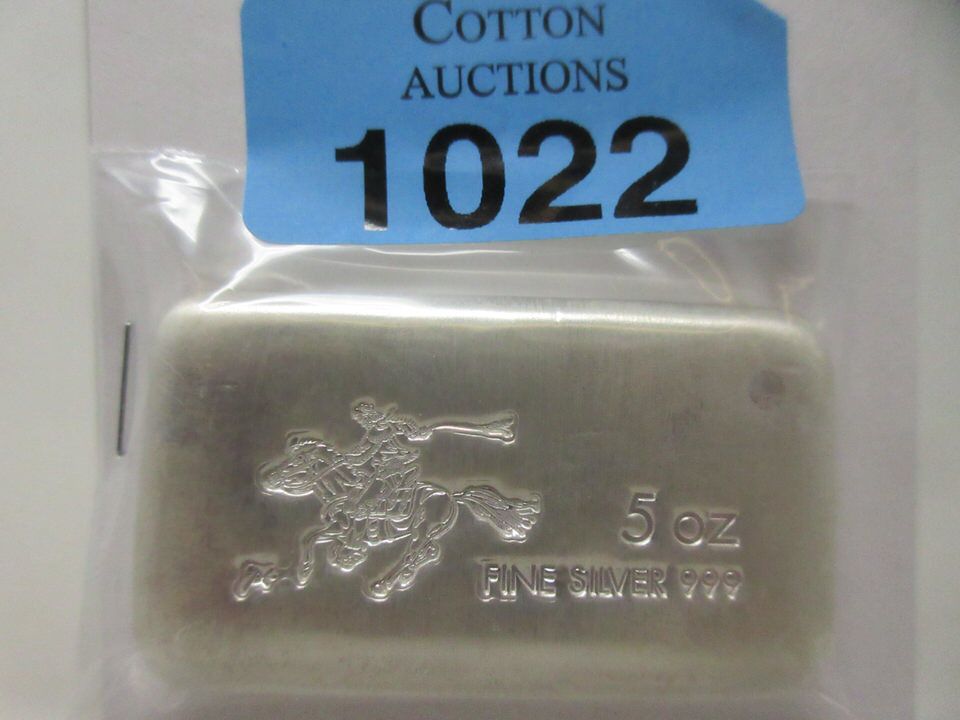 COTTON
AUCTIONS
1022
5 OZ
FINE SILVER 999